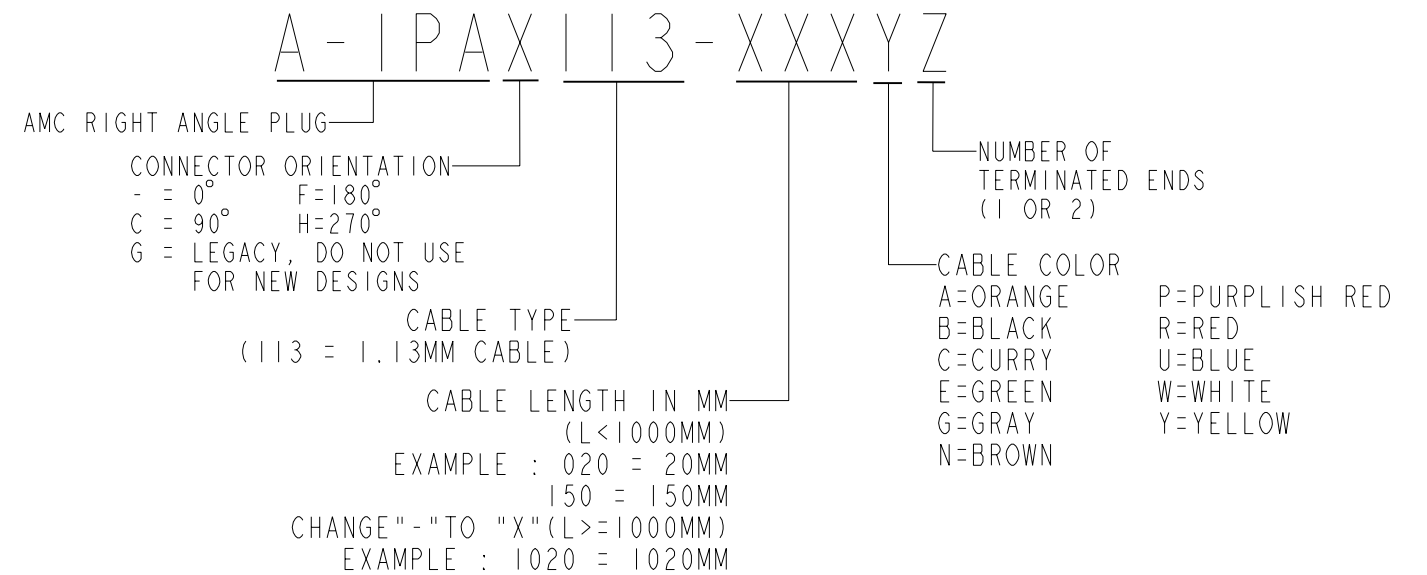 A-IPAX113-XXXYZ
AMC RIGHT ANGLE PLUG
CONNECTOR ORIENTATION
- = 0° F=180°
C = 90° H=270°
G = LEGACY, DO NOT USE
FOR NEW DESIGNS
CABLE TYPE
(113 = 1.13MM CABLE)
CABLE LENGTH IN MM
(L<1000MM)
EXAMPLE : 020 = 20MM
150 = 150MM
CHANGE"-"TO "X"(L>=1000MM)
EXAMPLE : 1020 = 1020MM
NUMBER OF
TERMINATED ENDS
(1 OR 2)
CABLE COLOR
A=ORANGE P=PURPLISH RED
B=BLACK R=RED
C=CURRY U=BLUE
E=GREEN W=WHITE
G=GRAY Y=YELLOW
N=BROWN